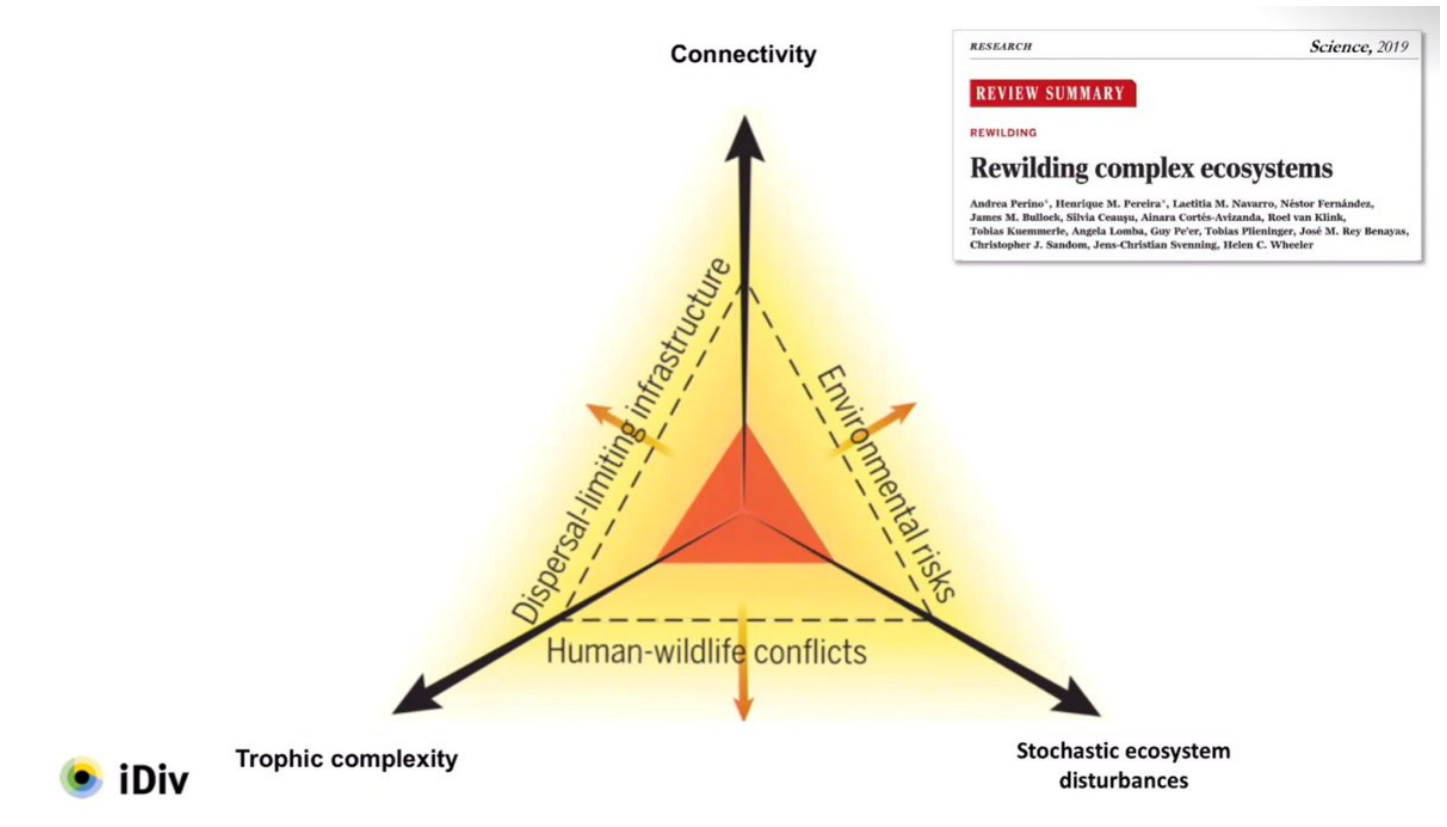 Connectivity
RESEARCH
Science, 2019
REVIEW SUMMARY
REWILDING
Rewilding complex ecosystems
Andrea Perino*, Henrique M. Pereira*, Laetitia M. Navarro, Néstor Fernández,
James M. Bullock, Silvia Ceaușu, Ainara Cortés-Avizanda, Roel van Klink,
Tobias Kuemmerle, Angela Lomba, Guy Pe'er, Tobias Plieninger, José M. Rey Benayas,
Christopher J. Sandom, Jens-Christian Svenning, Helen C. Wheeler
Dispersal-limiting infrastructure
Environmental risks
Human-wildlife conflicts
Trophic complexity
Stochastic ecosystem
disturbances
iDiv